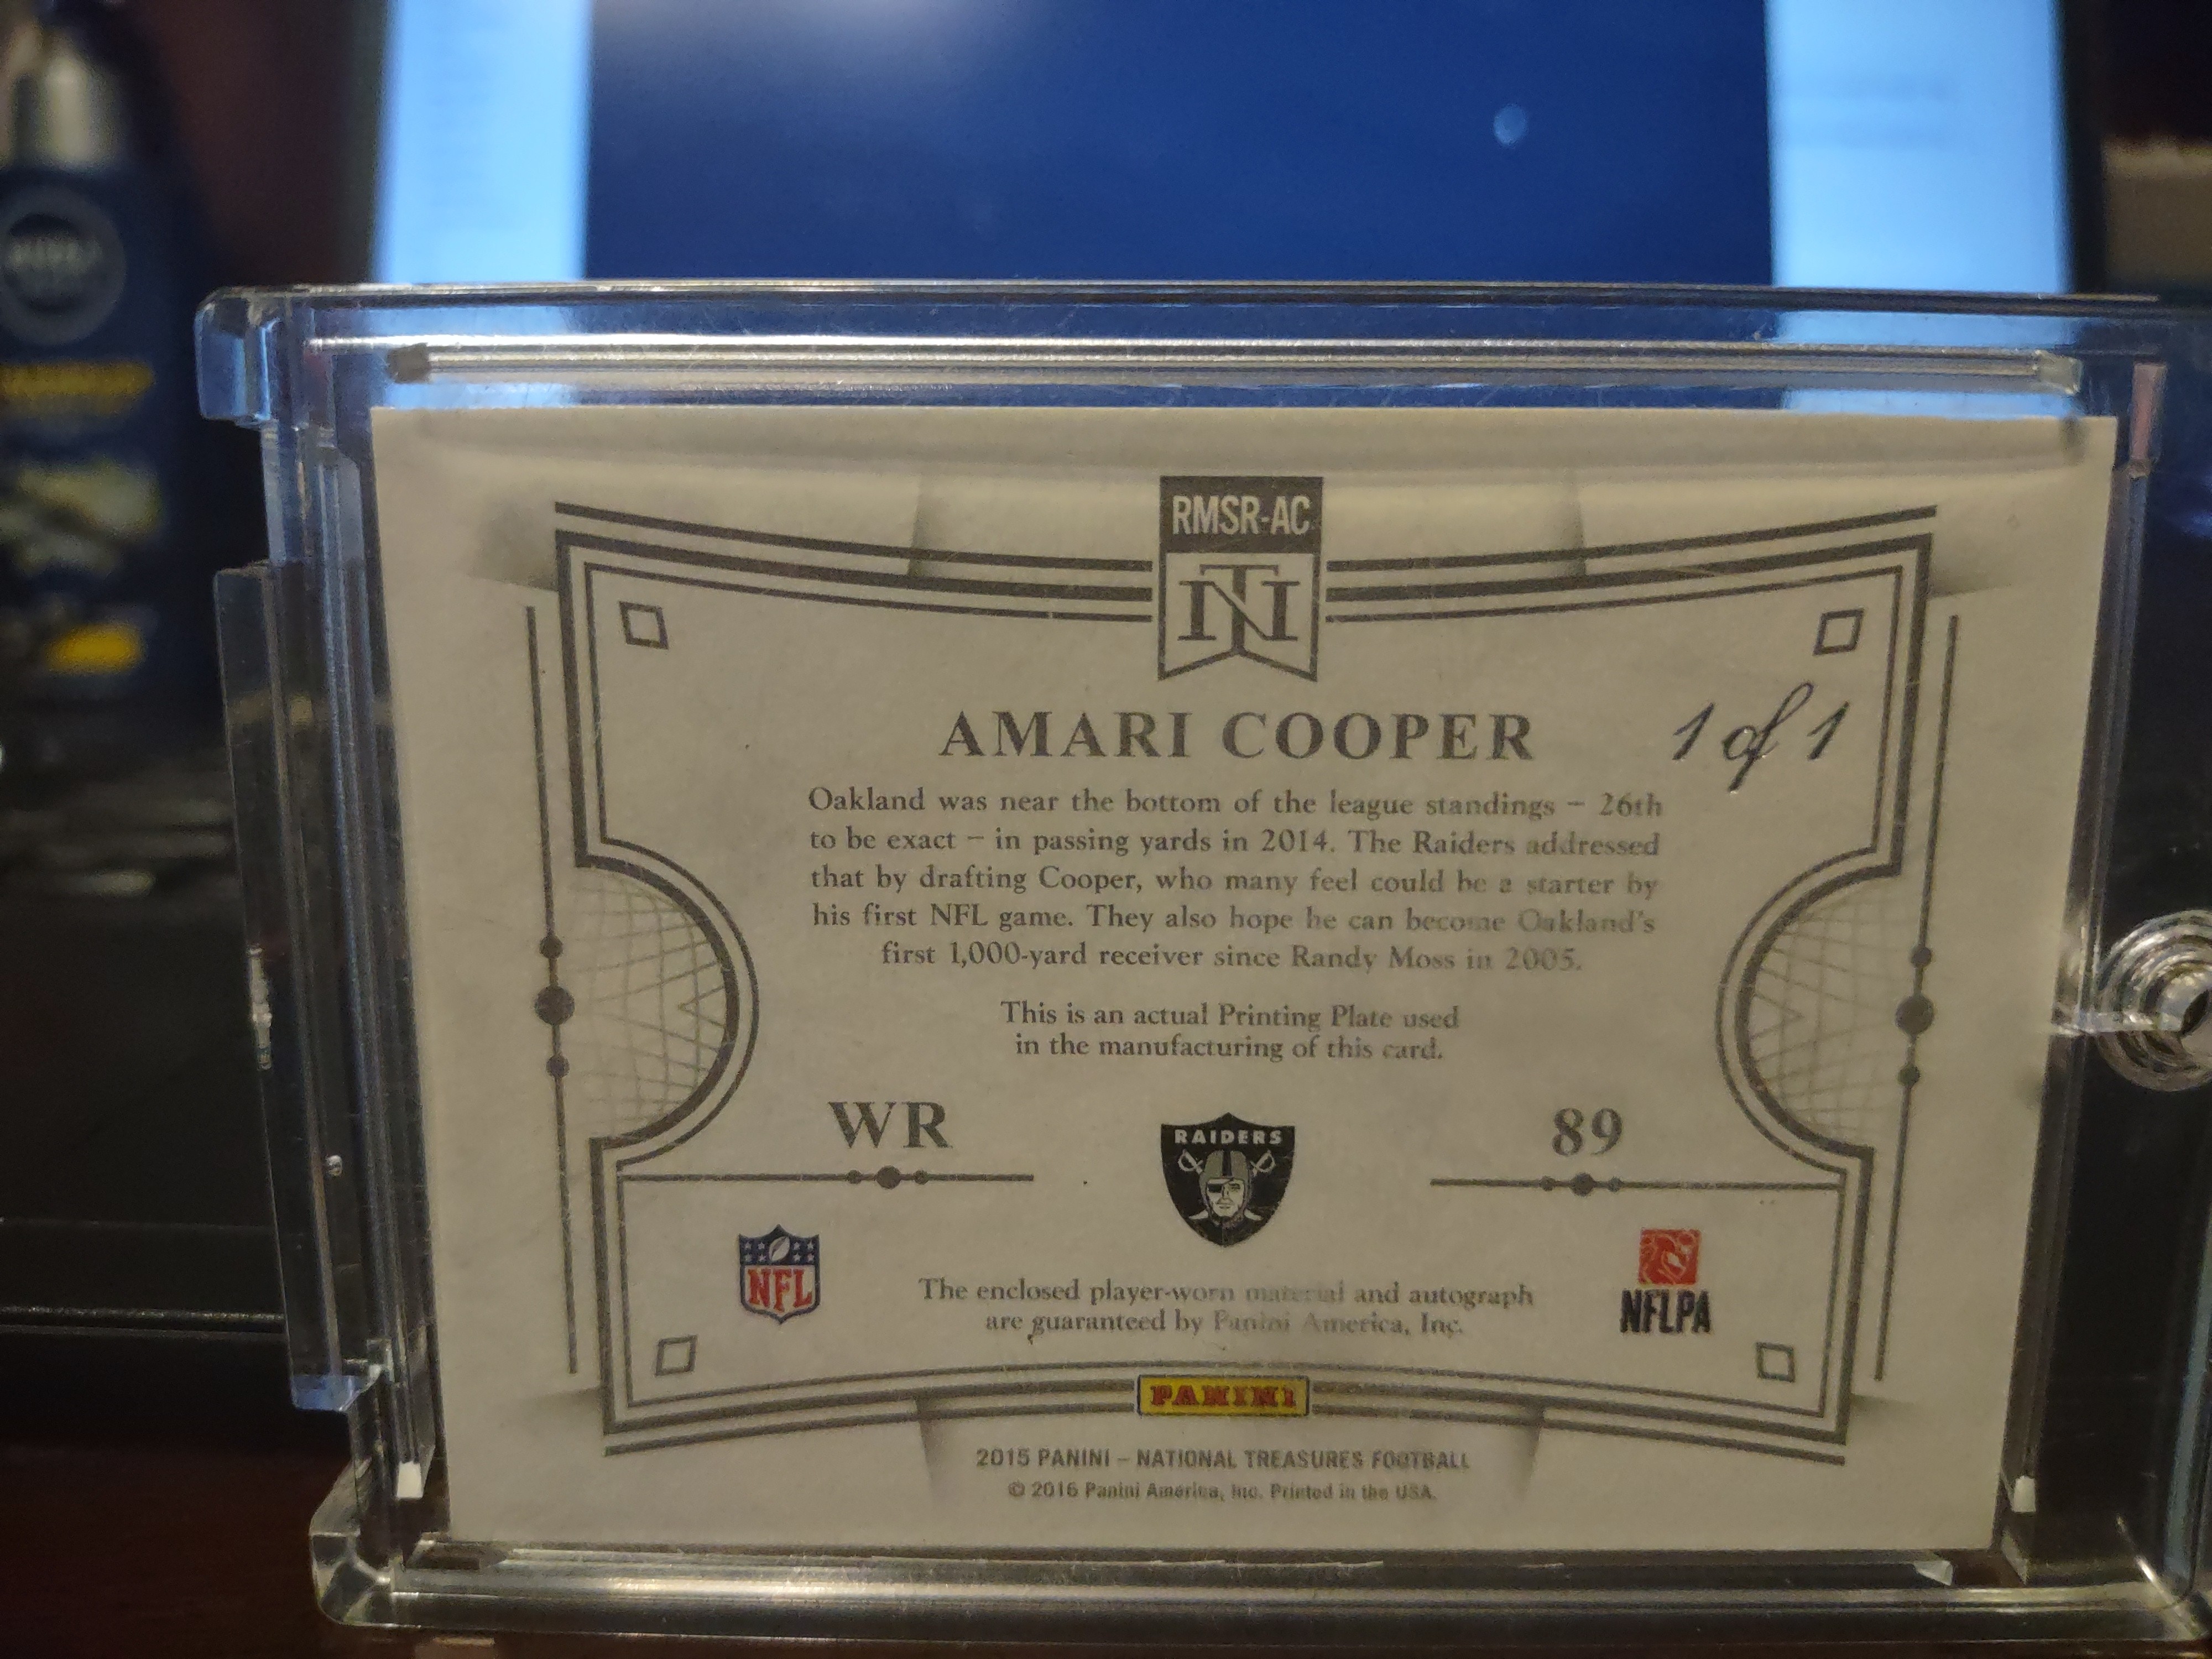 RMSR-AC
NT
AMARI COOPER
1 of 1
Oakland was near the bottom of the league standings – 26th
to be exact – in passing yards in 2014. The Raiders addressed
that by drafting Cooper, who many feel could be a starter by
his first NFL game. They also hope he can become Oakland's
first 1,000-yard receiver since Randy Moss in 2005.
This is an actual Printing Plate used
in the manufacturing of this card.
WR
RAIDERS
89
NFL
The enclosed player-worn material and autograph
are guaranteed by Panini America, Inc.
NFLPA
PANINI
2015 PANINI – NATIONAL TREASURES FOOTBALL
© 2016 Panini America, Inc. Printed in the USA.